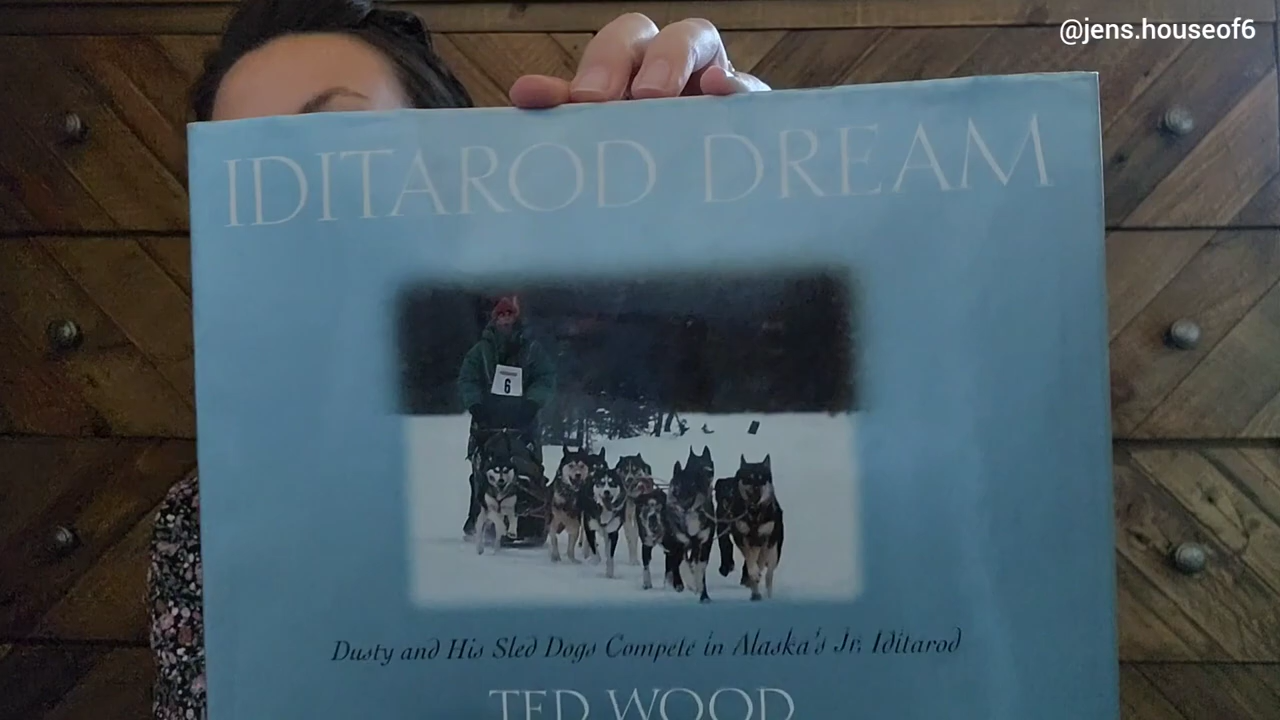 @jens.houseof6
IDITAROD DREAM
6
Dusty and His Sled Dogs Compete in Alaska's Jr. Iditarod
TED WOOD